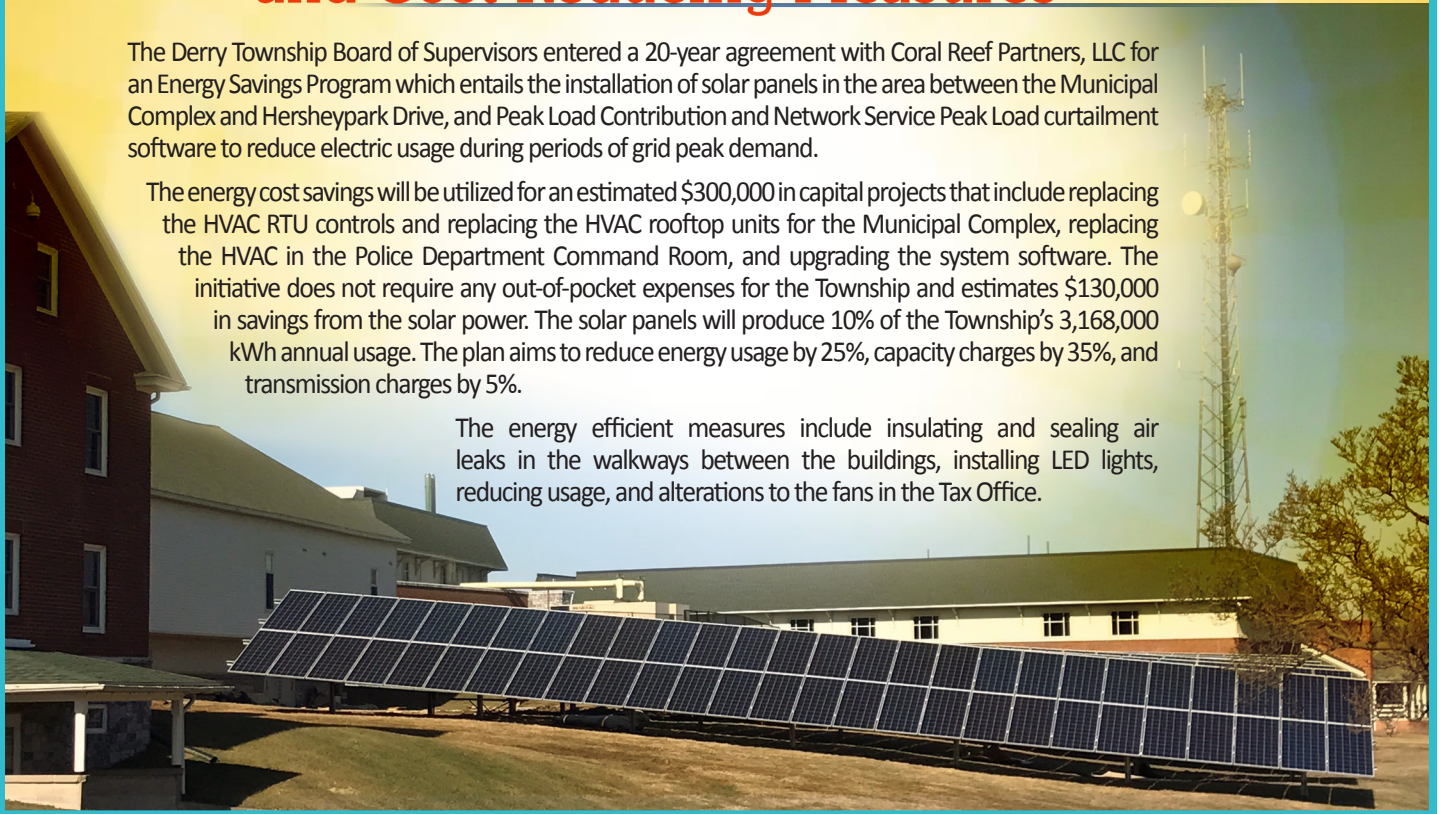 and Cost Reducing Measures
The Derry Township Board of Supervisors entered a 20-year agreement with Coral Reef Partners, LLC for
an Energy Savings Program which entails the installation of solar panels in the area between the Municipal
Complex and Hersheypark Drive, and Peak Load Contribution and Network Service Peak Load curtailment
software to reduce electric usage during periods of grid peak demand.
The energy cost savings will be utilized for an estimated $300,000 in capital projects that include replacing
the HVAC RTU controls and replacing the HVAC rooftop units for the Municipal Complex, replacing
the HVAC in the Police Department Command Room, and upgrading the system software. The
initiative does not require any out-of-pocket expenses for the Township and estimates $130,000
in savings from the solar power. The solar panels will produce 10% of the Township's 3,168,000
kWh annual usage. The plan aims to reduce energy usage by 25%, capacity charges by 35%, and
transmission charges by 5%.
The energy efficient measures include insulating and sealing air
leaks in the walkways between the buildings, installing LED lights,
reducing usage, and alterations to the fans in the Tax Office.